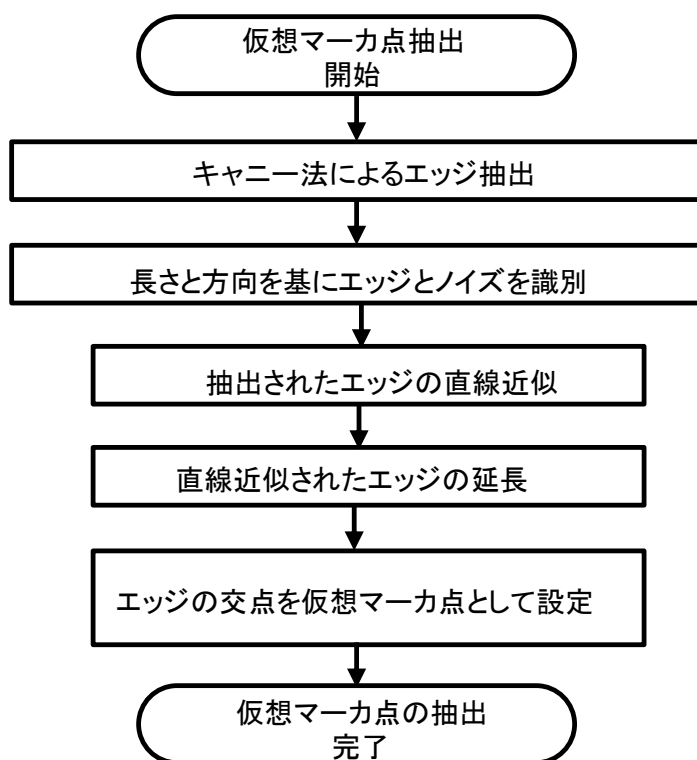 仮想マーカ点抽出
開始
キャニー法によるエッジ抽出
長さと方向を基にエッジとノイズを識別
抽出されたエッジの直線近似
直線近似されたエッジの延長
エッジの交点を仮想マーカ点として設定
仮想マーカ点の抽出
完了